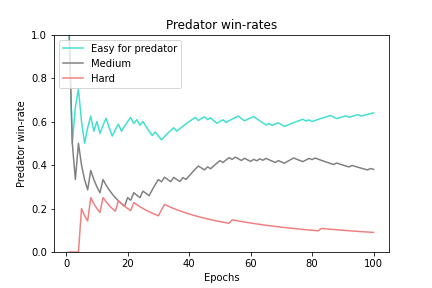 Predator win-rates
Easy for predator
Medium
Hard
Predator win-rate
1.0
0.8
0.6
0.4
0.2
0.0
0
20
40
60
80
100
Epochs